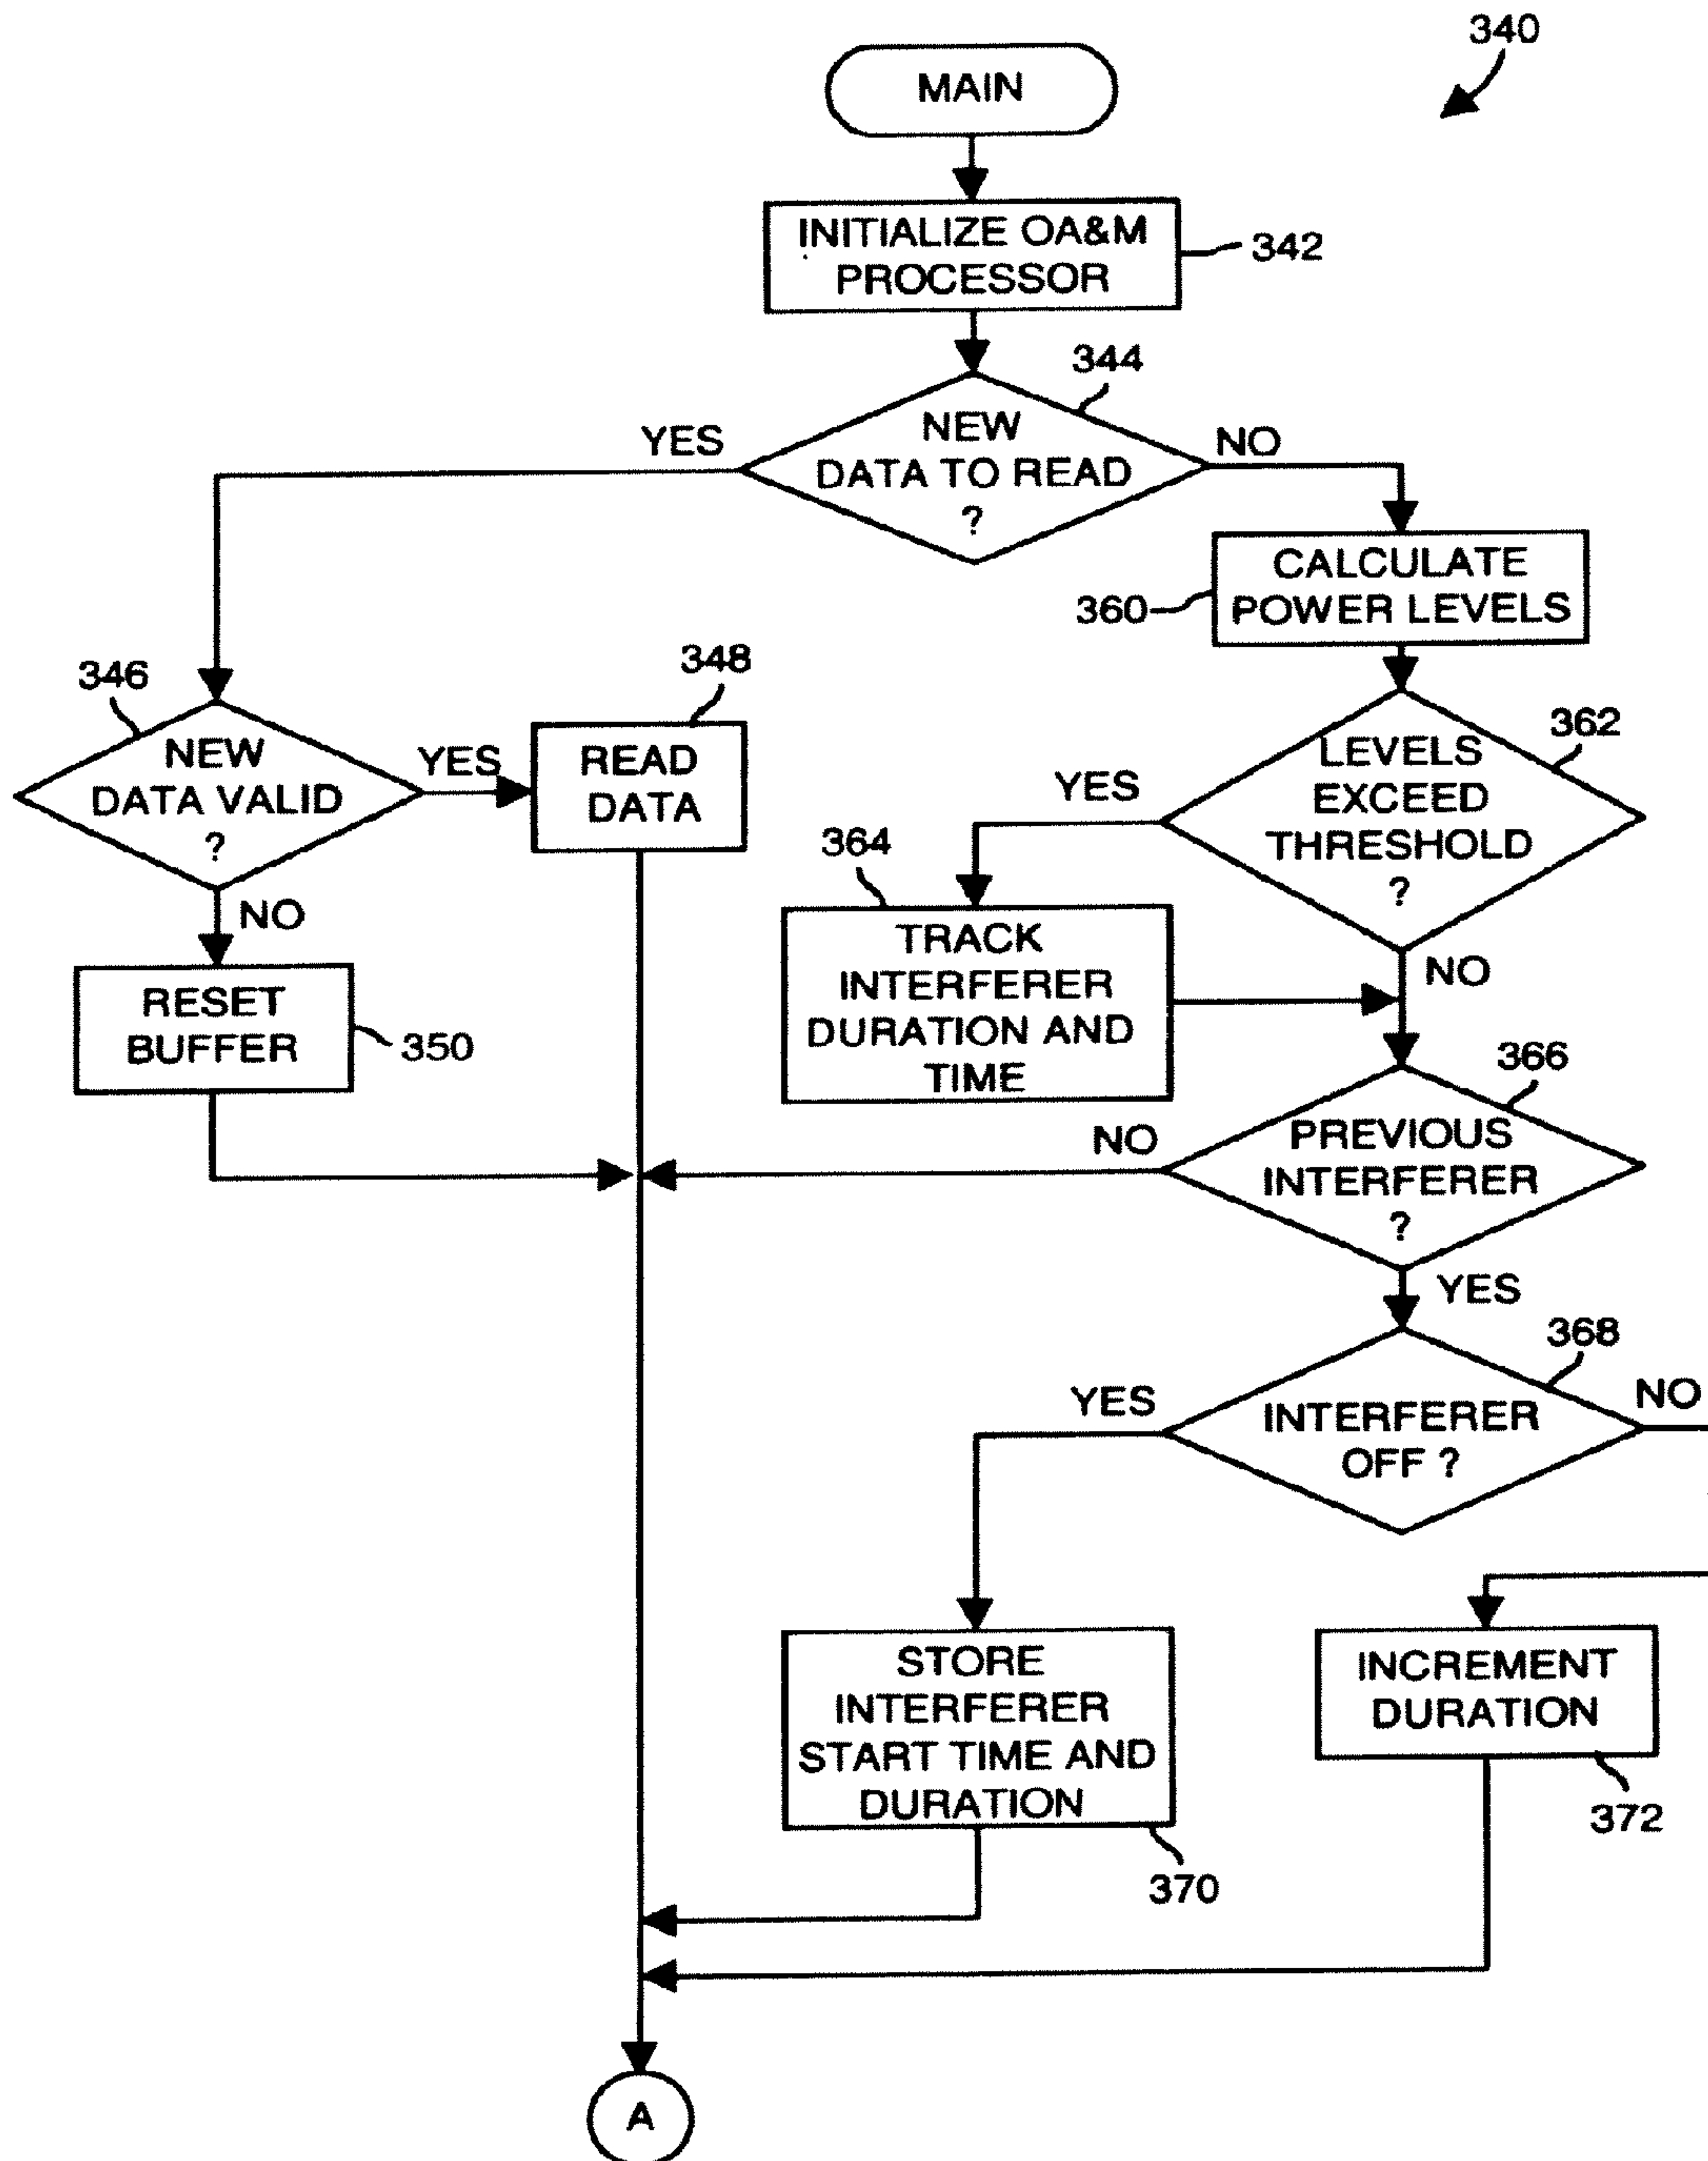 340
MAIN
INITIALIZE OA&M
PROCESSOR
342
344
NEW
DATA TO READ
?
YES
NO
CALCULATE
POWER LEVELS
360
346
NEW
DATA VALID
?
YES
348
READ
DATA
362
LEVELS
EXCEED
THRESHOLD
?
YES
NO
364
TRACK
INTERFERER
DURATION AND
TIME
NO
RESET
BUFFER
350
366
PREVIOUS
INTERFERER
?
NO
YES
368
INTERFERER
OFF ?
YES
NO
STORE
INTERFERER
START TIME AND
DURATION
370
INCREMENT
DURATION
372
A